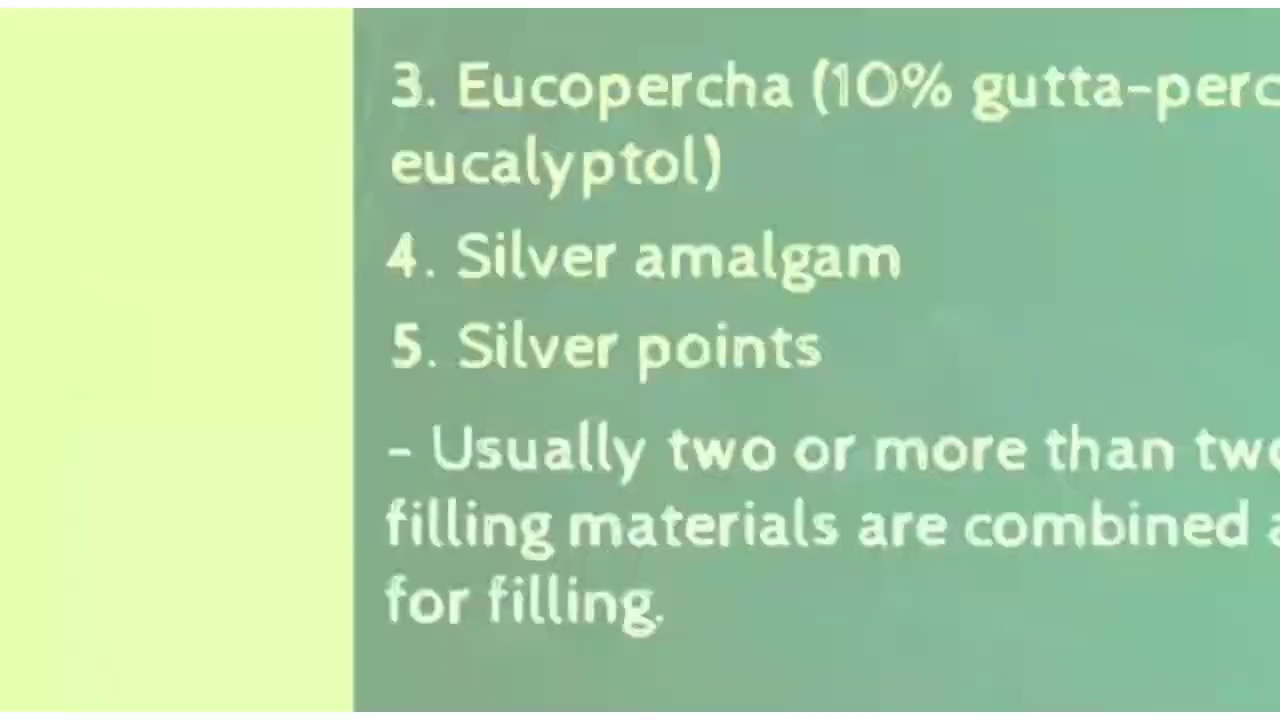 3. Eucopercha (10% gutta-perc
eucalyptol)
4. Silver amalgam
5. Silver points
- Usually two or more than two
filling materials are combined a
for filling.